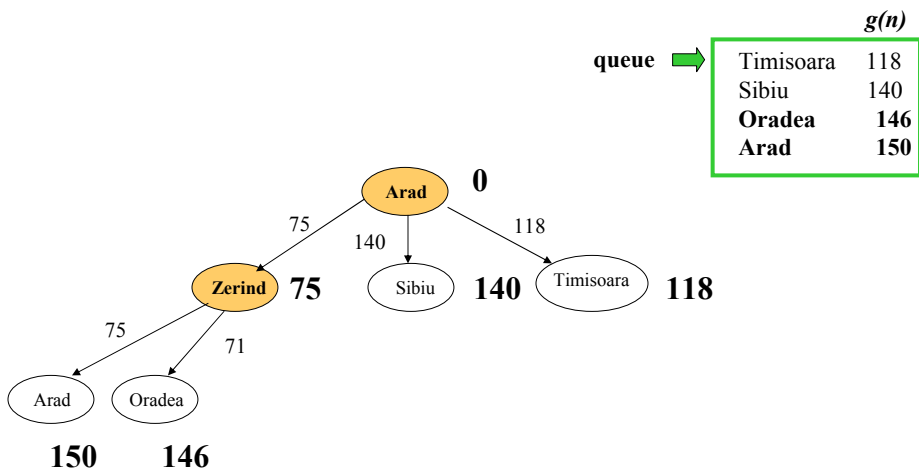 g(n)
queue
Timisoara 118
Sibiu 140
Oradea 146
Arad 150
Arad 0
75
140
118
Zerind 75
Sibiu 140
Timisoara 118
75
71
Arad
Oradea
150
146